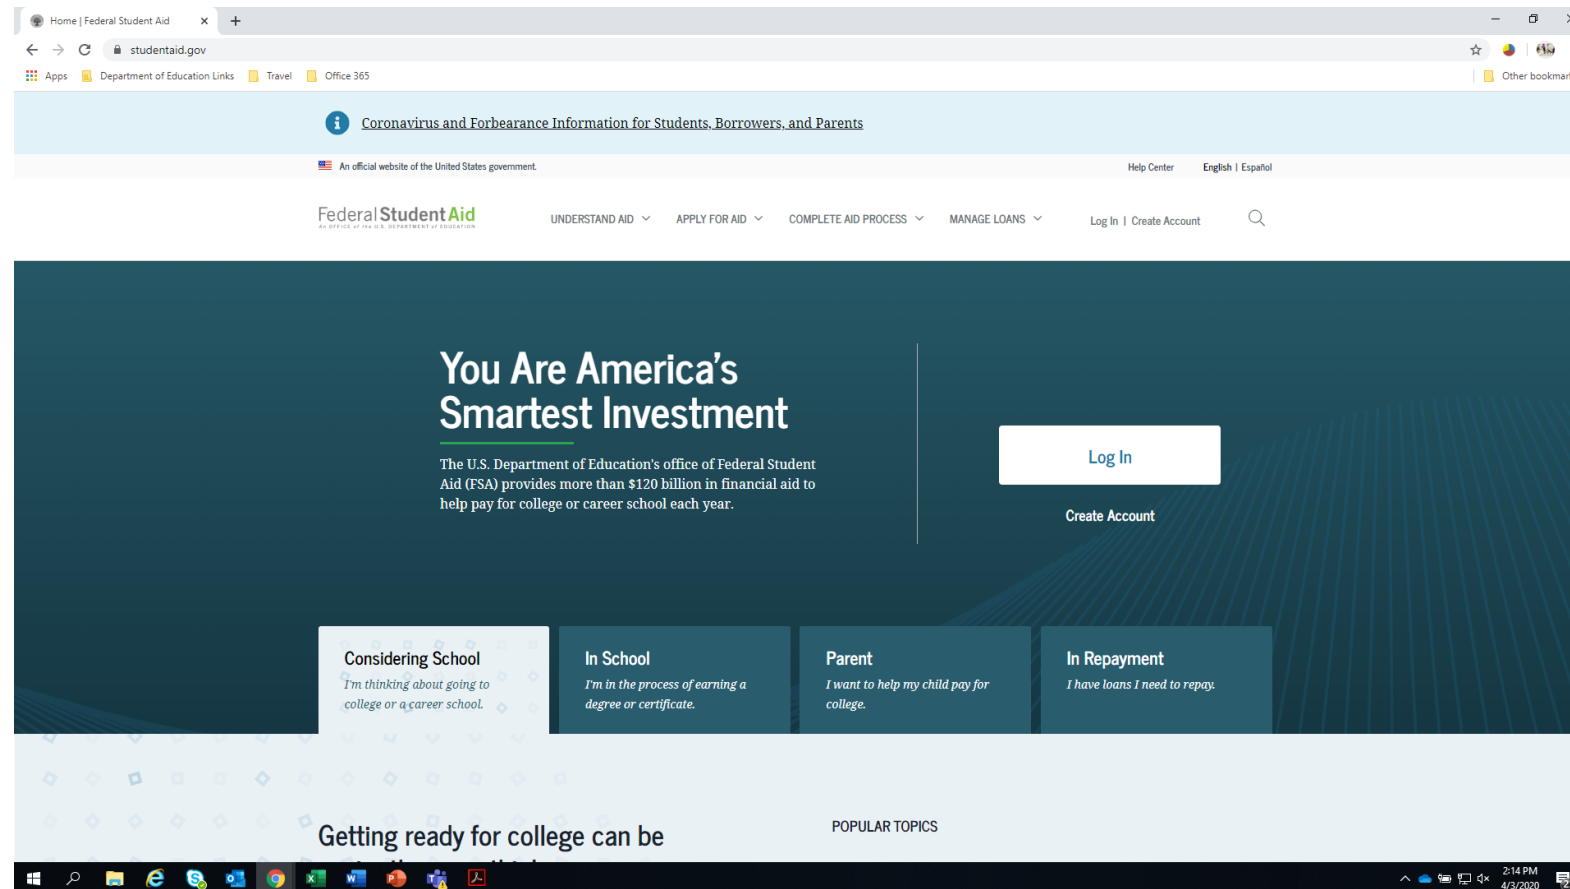 Home | Federal Student Aid
studentaid.gov
Apps Department of Education Links Travel Office 365 Other bookmar
Coronavirus and Forbearance Information for Students, Borrowers, and Parents
An official website of the United States government. Help Center English | Español
Federal Student Aid
An OFFICE of the U.S. DEPARTMENT of EDUCATION
UNDERSTAND AID APPLY FOR AID COMPLETE AID PROCESS MANAGE LOANS Log In | Create Account
You Are America's
Smartest Investment
The U.S. Department of Education's office of Federal Student
Aid (FSA) provides more than $120 billion in financial aid to
help pay for college or career school each year.
Log In
Create Account
Considering School
I'm thinking about going to
college or a career school.
In School
I'm in the process of earning a
degree or certificate.
Parent
I want to help my child pay for
college.
In Repayment
I have loans I need to repay.
Getting ready for college can be
POPULAR TOPICS
2:14 PM
4/3/2020